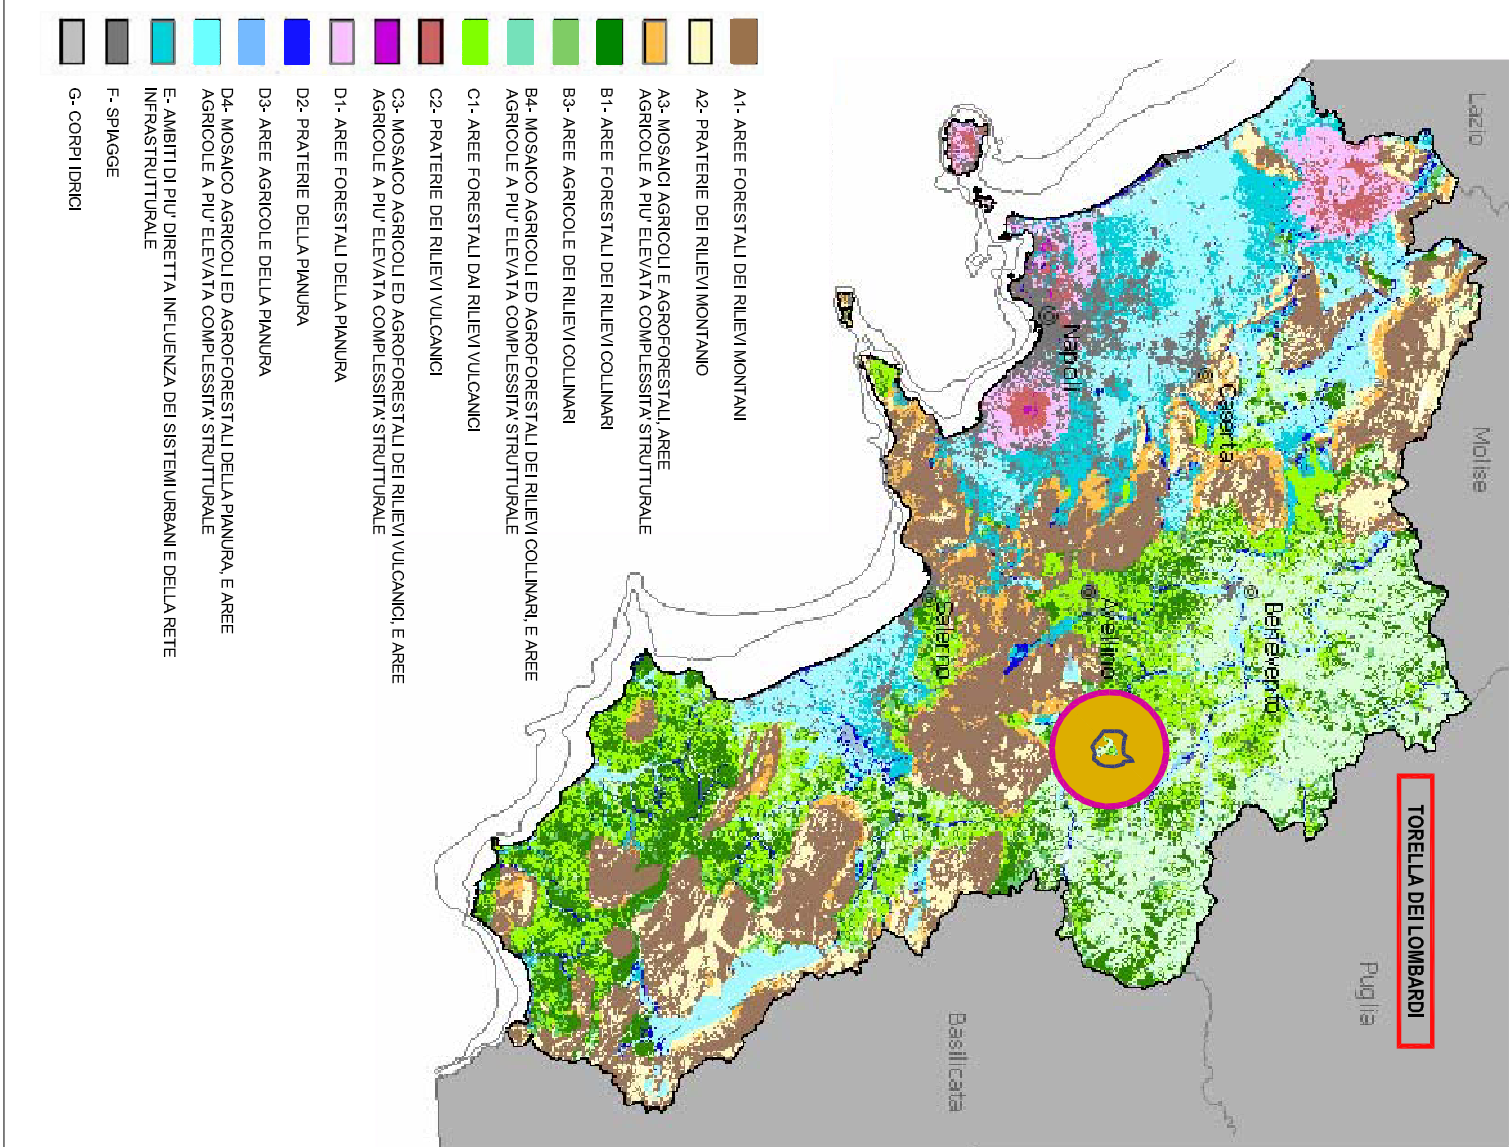 A1- AREE FORESTALI DEI RILIEVI MONTANI
A2- PRATERIE DEI RILIEVI MONTANIO
A3- MOSAICI AGRICOLI E AGROFORESTALI, AREE
AGRICOLE A PIU' ELEVATA COMPLESSITA' STRUTTURALE
B1- AREE FORESTALI DEI RILIEVI COLLINARI
B3- AREE AGRICOLE DEI RILIEVI COLLINARI
B4- MOSAICO AGRICOLI ED AGROFORESTALI DEI RILIEVI COLLINARI, E AREE
AGRICOLE A PIU' ELEVATA COMPLESSITA' STRUTTURALE
C1- AREE FORESTALI DAI RILIEVI VULCANICI
C2- PRATERIE DEI RILIEVI VULCANICI
C3- MOSAICO AGRICOLI ED AGROFORESTALI DEI RILIEVI VULCANICI, E AREE
AGRICOLE A PIU' ELEVATA COMPLESSITA' STRUTTURALE
D1- AREE FORESTALI DELLA PIANURA
D2- PRATERIE DELLA PIANURA
D3- AREE AGRICOLE DELLA PIANURA
D4- MOSAICO AGRICOLI ED AGROFORESTALI DELLA PIANURA, E AREE
AGRICOLE A PIU' ELEVATA COMPLESSITA' STRUTTURALE
E- AMBITI DI PIU' DIRETTA INFLUENZA DEI SISTEMI URBANI E DELLA RETE
INFRASTRUTTURALE
F- SPIAGGE
G- CORPI IDRICI
Lazio
Molise
Puglia
Basilicata
Napoli
Caserta
Benevento
Avellino
Salerno
TORELLA DEI LOMBARDI